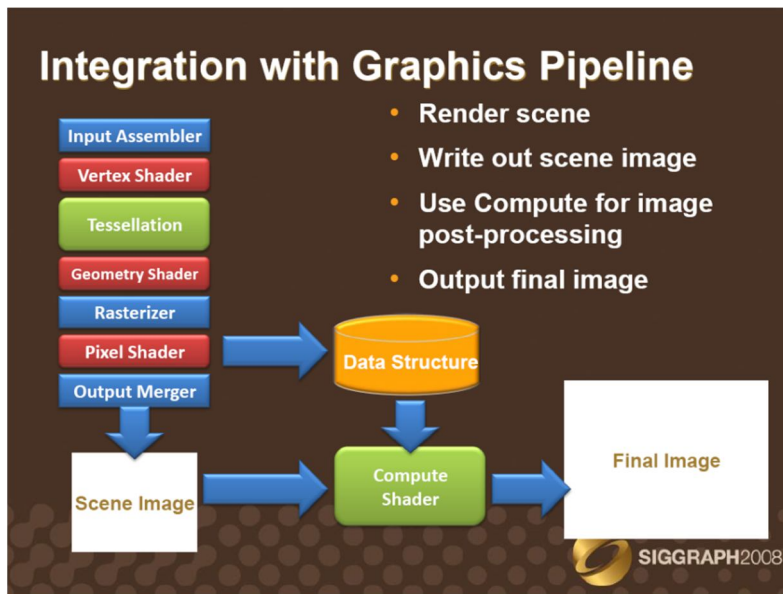 Integration with Graphics Pipeline
Input Assembler
Vertex Shader
Tessellation
Geometry Shader
Rasterizer
Pixel Shader
Output Merger
• Render scene
• Write out scene image
• Use Compute for image
post-processing
• Output final image
Data Structure
Scene Image
Compute
Shader
Final Image
SIGGRAPH2008